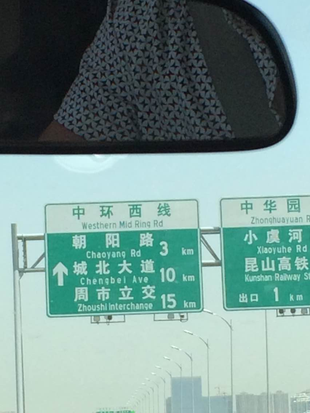 中环西线
Westhern Mid Ring Rd
朝阳路 3 km
Chaoyang Rd
城北大道 10 km
Chengbei Ave
周市立交 15 km
Zhoushi Interchange
中华园
Zhonghuayuan
小虞河
Xiaoyuhe Rd
昆山高铁
Kunshan Railway
出口 1 km